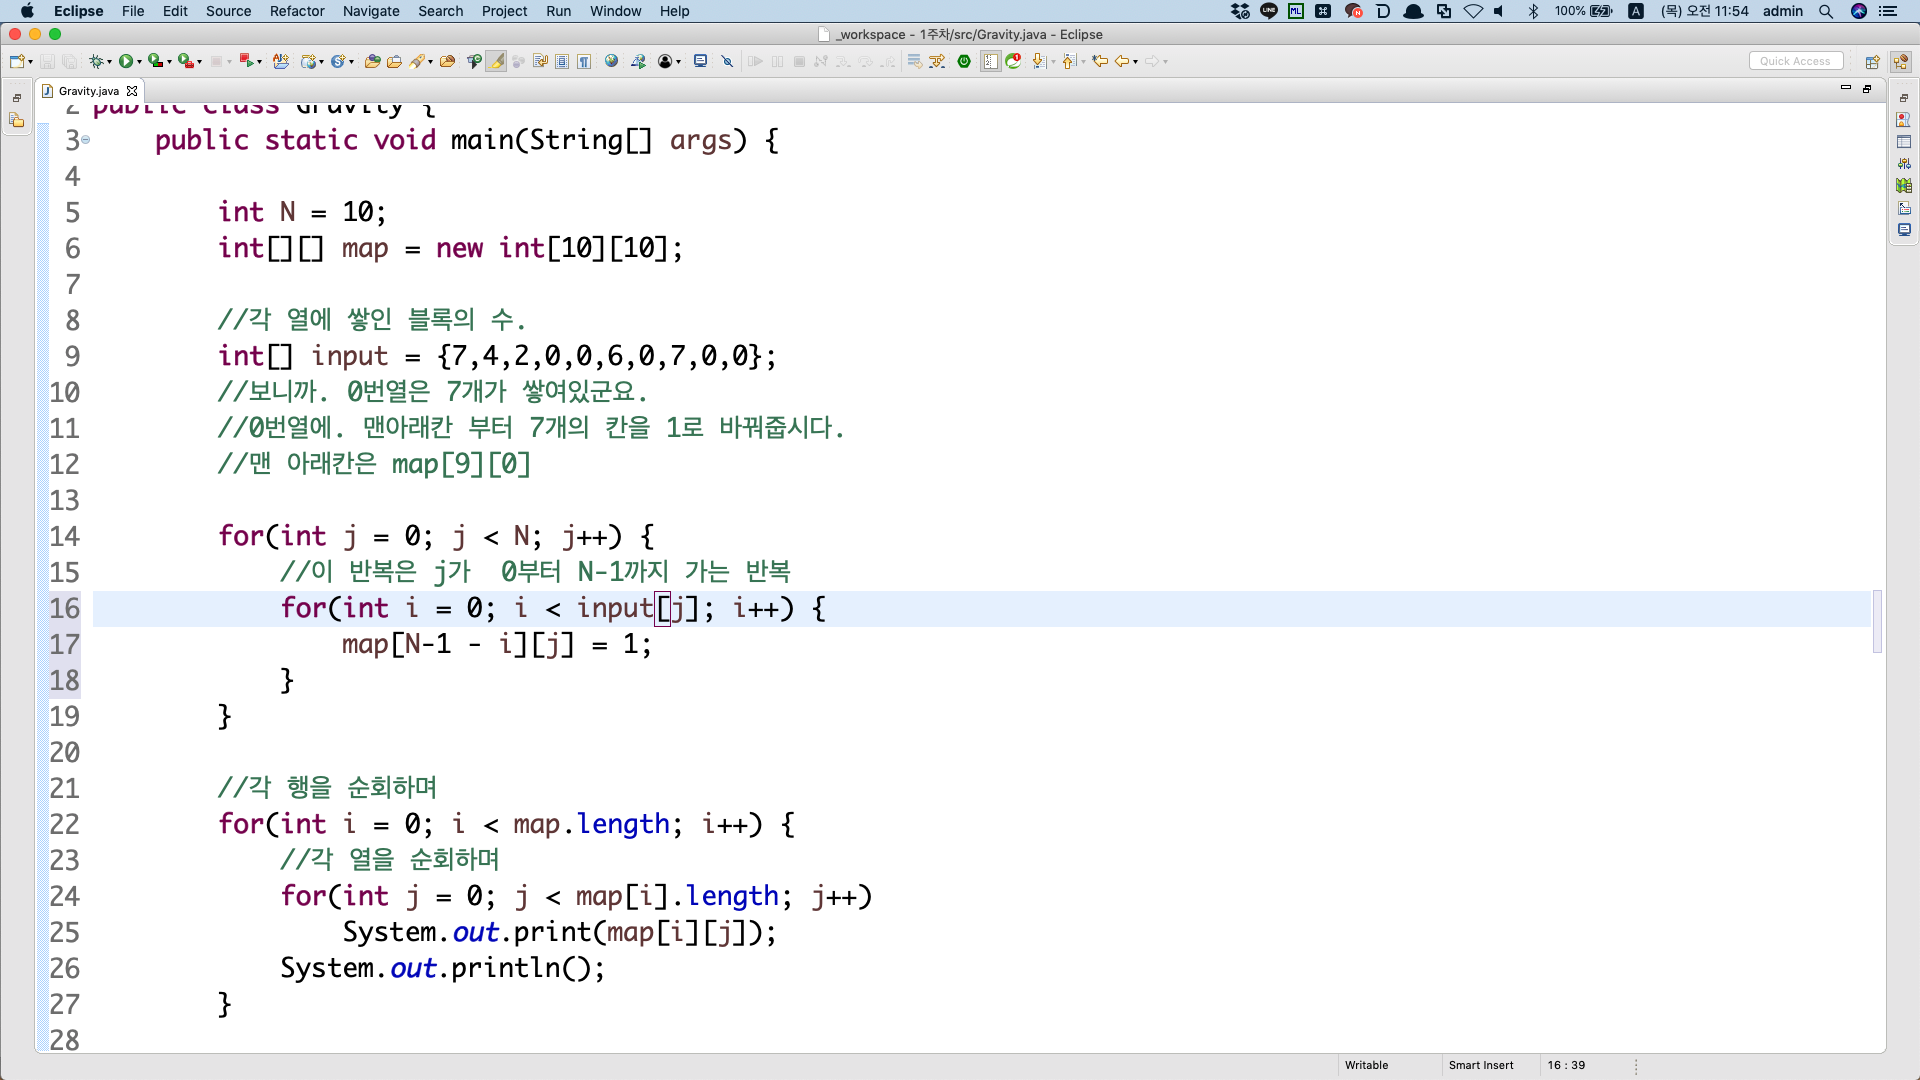 Eclipse File Edit Source Refactor Navigate Search Project Run Window Help 100% A (목) 오전 11:54 admin
_workspace - 1주차/src/Gravity.java - Eclipse
Quick Access
Gravity.java
2 public class Gravity {
3 public static void main(String[] args) {
4
5 int N = 10;
6 int[][] map = new int[10][10];
7
8 //각 열에 쌓인 블록의 수.
9 int[] input = {7,4,2,0,0,6,0,7,0,0};
10 //보니까. 0번열은 7개가 쌓여있군요.
11 //0번열에. 맨아래칸 부터 7개의 칸을 1로 바꿔줍시다.
12 //맨 아래칸은 map[9][0]
13
14 for(int j = 0; j < N; j++) {
15 //이 반복은 j가  0부터 N-1까지 가는 반복
16 for(int i = 0; i < input[j]; i++) {
17 map[N-1 - i][j] = 1;
18 }
19 }
20
21 //각 행을 순회하며
22 for(int i = 0; i < map.length; i++) {
23 //각 열을 순회하며
24 for(int j = 0; j < map[i].length; j++)
25 System.out.print(map[i][j]);
26 System.out.println();
27 }
28
Writable Smart Insert 16 : 39